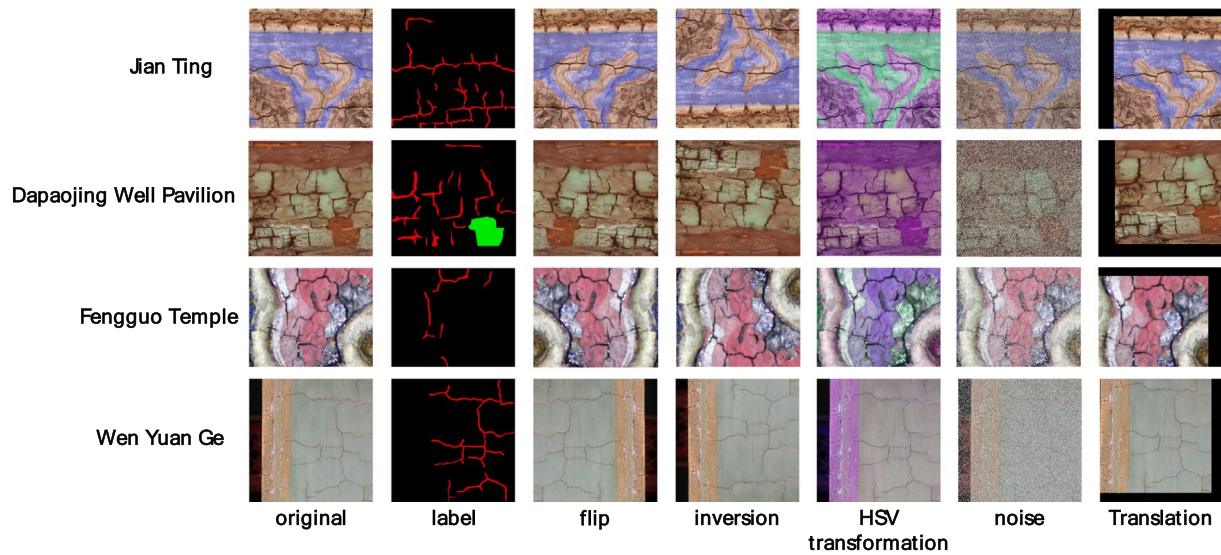 Jian Ting
Dapaojing Well Pavilion
Fengguo Temple
Wen Yuan Ge
original label flip inversion HSV transformation noise Translation